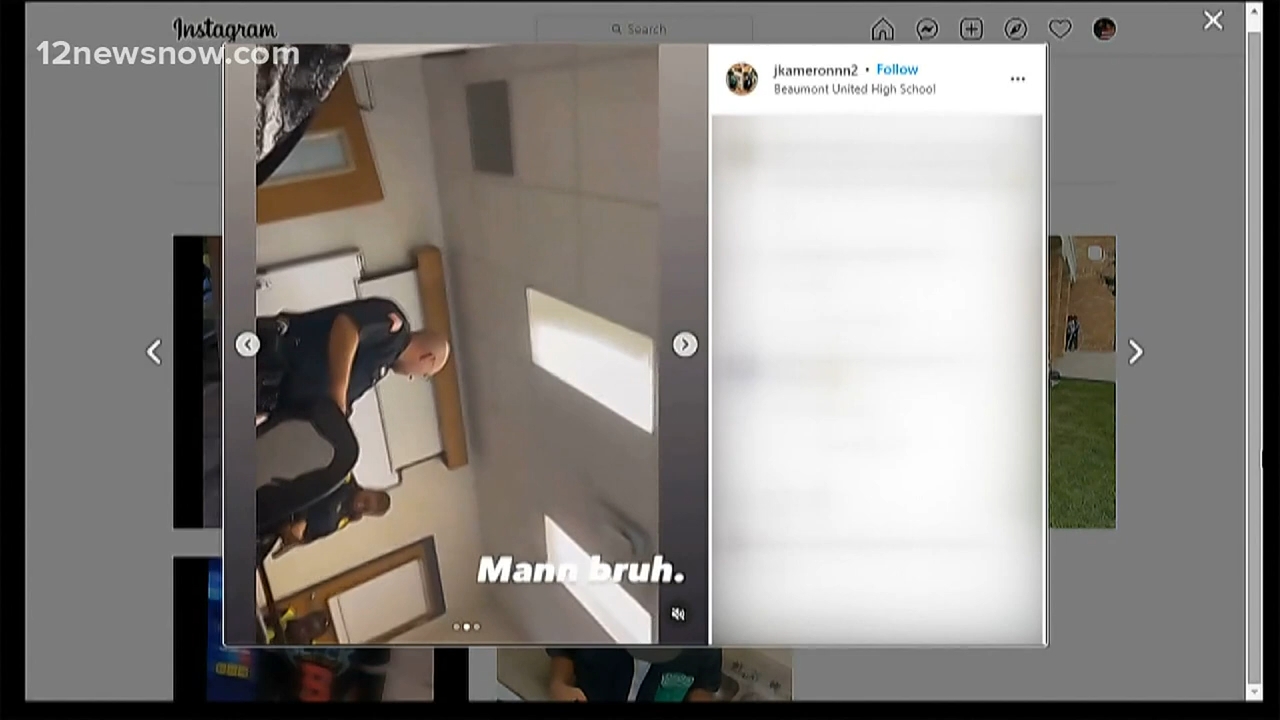 Instagram
Search
12newsnow.com
jkameronnn2 • Follow
Beaumont United High School
Mann bruh.